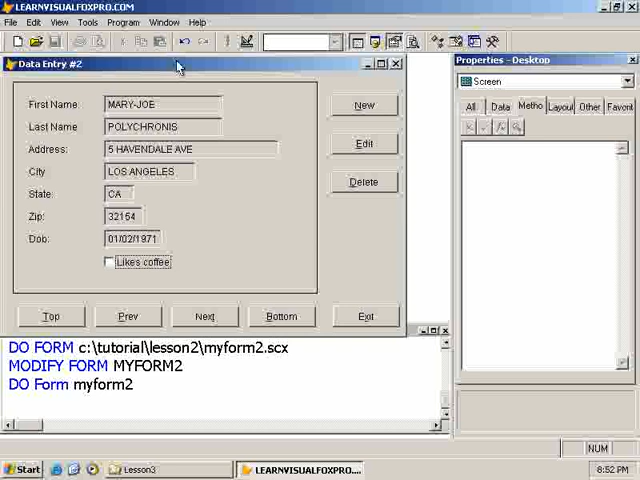 LEARNVISUALFOXPRO.COM
File Edit View Tools Program Window Help
Data Entry #2
First Name: MARY-JOE
Last Name POLYCHRONIS
Address: 5 HAVENDALE AVE
City LOS ANGELES
State: CA
Zip: 32154
Dob: 01/02/1971
Likes coffee
New
Edit
Delete
Top Prev Next Bottom Exit
Properties - Desktop
Screen
All Data Metho Layout Other Favorit
DO FORM c:\tutorial\lesson2\myform2.scx
MODIFY FORM MYFORM2
DO Form myform2
NUM
Start Lesson3 LEARNVISUALFOXPRO.... 8:52 PM